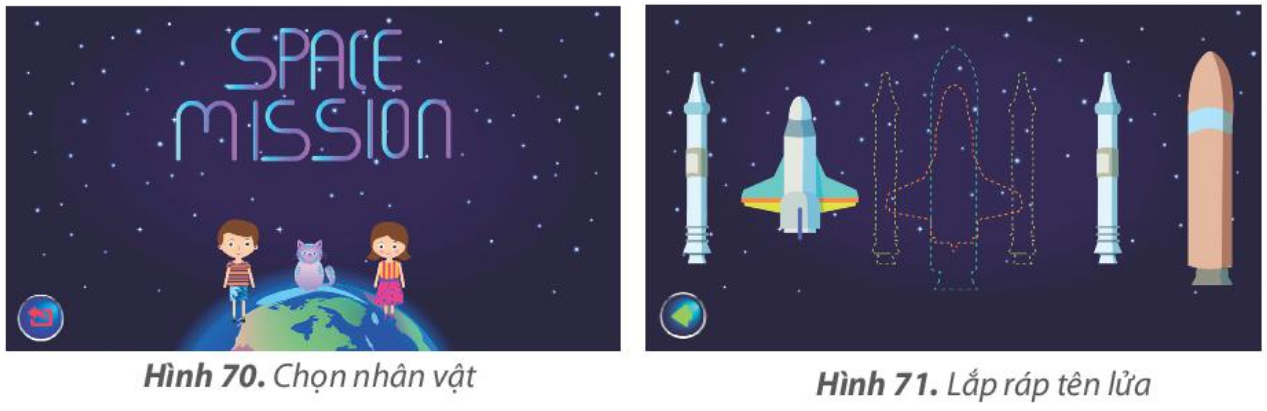 SPACE
MISSION
Hình 70. Chọn nhân vật
Hình 71. Lắp ráp tên lửa